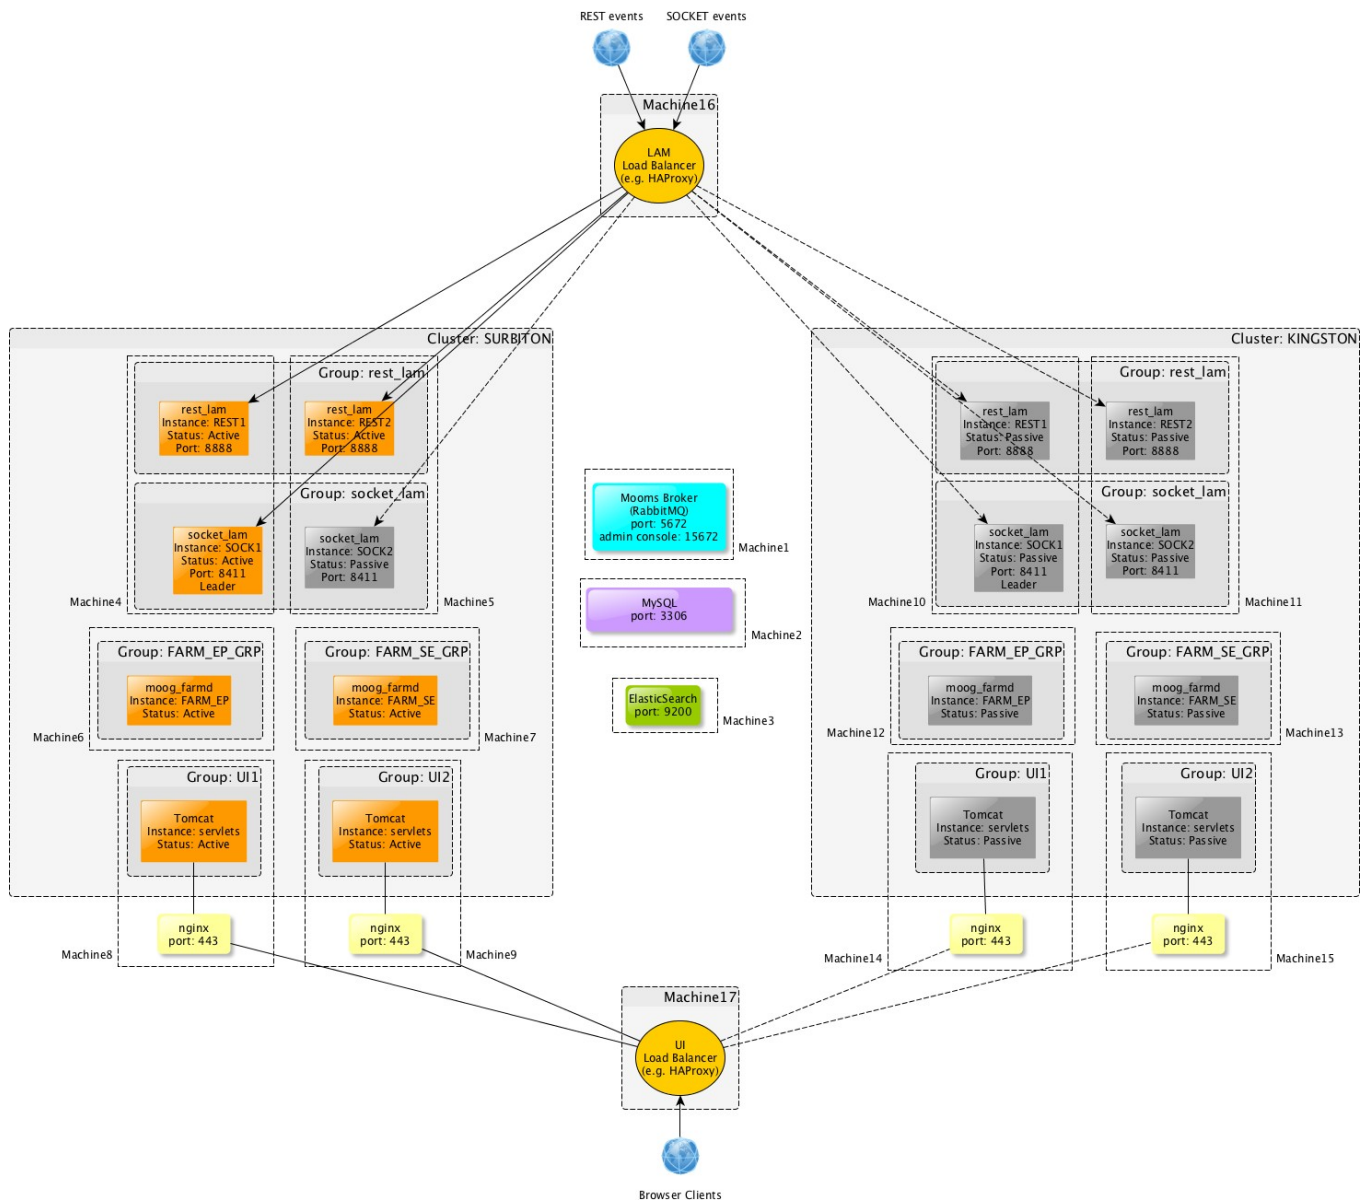 REST events
SOCKET events
Machine16
LAM
Load Balancer
(e.g. HAProxy)
Cluster: SURBITON
Group: rest_lam
rest_lam
Instance: REST1
Status: Active
Port: 8888
rest_lam
Instance: REST2
Status: Active
Port: 8888
Group: socket_lam
socket_lam
Instance: SOCK1
Status: Active
Port: 8411
Leader
socket_lam
Instance: SOCK2
Status: Passive
Port: 8411
Machine4
Machine5
Group: FARM_EP_GRP
moog_farmd
Instance: FARM_EP
Status: Active
Machine6
Group: FARM_SE_GRP
moog_farmd
Instance: FARM_SE
Status: Active
Machine7
Group: UI1
Tomcat
Instance: servlets
Status: Active
nginx
port: 443
Machine8
Group: UI2
Tomcat
Instance: servlets
Status: Active
nginx
port: 443
Machine9
Mooms Broker
(RabbitMQ)
port: 5672
admin console: 15672
Machine1
MySQL
port: 3306
Machine2
ElasticSearch
port: 9200
Machine3
Cluster: KINGSTON
Group: rest_lam
rest_lam
Instance: REST1
Status: Passive
Port: 8888
rest_lam
Instance: REST2
Status: Passive
Port: 8888
Group: socket_lam
socket_lam
Instance: SOCK1
Status: Passive
Port: 8411
Leader
socket_lam
Instance: SOCK2
Status: Passive
Port: 8411
Machine10
Machine11
Group: FARM_EP_GRP
moog_farmd
Instance: FARM_EP
Status: Passive
Machine12
Group: FARM_SE_GRP
moog_farmd
Instance: FARM_SE
Status: Passive
Machine13
Group: UI1
Tomcat
Instance: servlets
Status: Passive
nginx
port: 443
Machine14
Group: UI2
Tomcat
Instance: servlets
Status: Passive
nginx
port: 443
Machine15
Machine17
UI
Load Balancer
(e.g. HAProxy)
Browser Clients